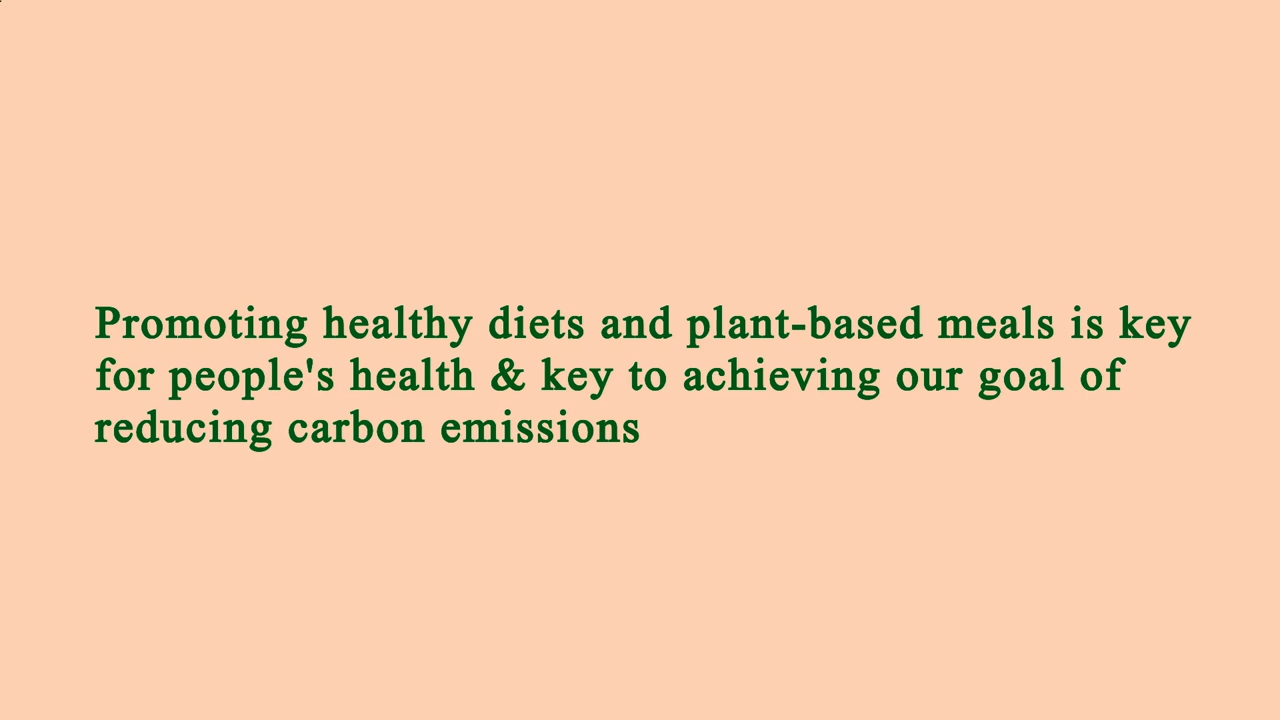 Promoting healthy diets and plant-based meals is key
for people's health & key to achieving our goal of
reducing carbon emissions